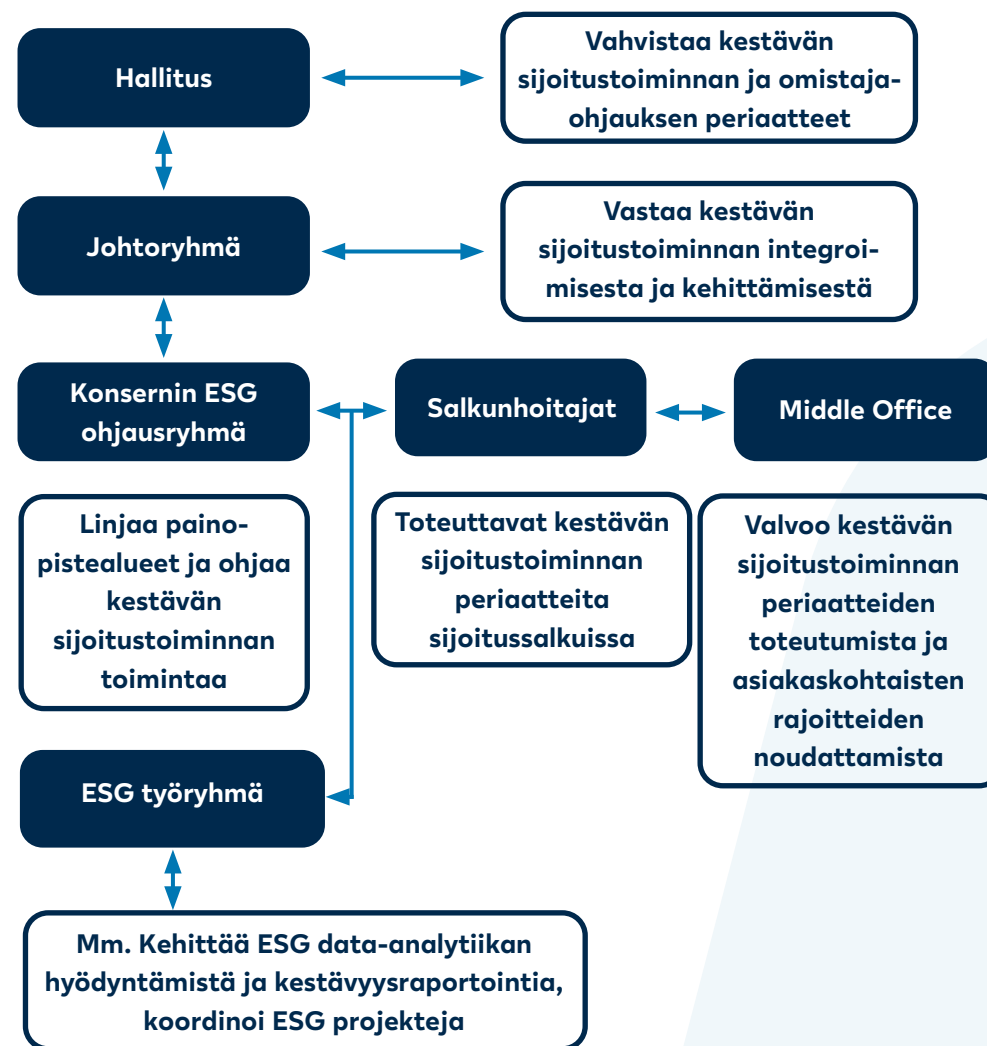 Hallitus
Vahvistaa kestävän
sijoitustoiminnan ja omistaja-
ohjauksen periaatteet
Johtoryhmä
Vastaa kestävän
sijoitustoiminnan integroi-
misesta ja kehittämisestä
Konsernin ESG
ohjausryhmä
Salkunhoitajat
Middle Office
Linjaa paino-
pistealueet ja ohjaa
kestävän
sijoitustoiminnan
toimintaa
Toteuttavat kestävän
sijoitustoiminnan
periaatteita
sijoitussalkuissa
Valvoo kestävän
sijoitustoiminnan
periaatteiden
toteutumista ja
asiakaskohtaisten
rajoitteiden
noudattamista
ESG työryhmä
Mm. Kehittää ESG data-analytiikan
hyödyntämistä ja kestävyysraportointia,
koordinoi ESG projekteja